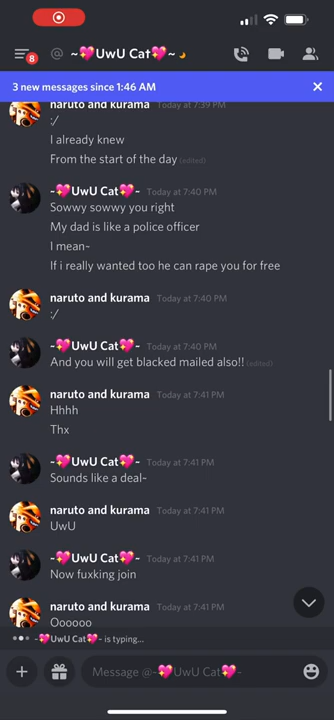 8
@ ~💖UwU Cat💖~🌙
3 new messages since 1:46 AM
naruto and kurama Today at 7:39 PM
:/
I already knew
From the start of the day (edited)
~💖UwU Cat💖~ Today at 7:40 PM
Sowwy sowwy you right
My dad is like a police officer
I mean~
If i really wanted too he can rape you for free
naruto and kurama Today at 7:40 PM
:/
~💖UwU Cat💖~ Today at 7:40 PM
And you will get blacked mailed also!! (edited)
naruto and kurama Today at 7:41 PM
Hhhh
Thx
~💖UwU Cat💖~ Today at 7:41 PM
Sounds like a deal~
naruto and kurama Today at 7:41 PM
UwU
~💖UwU Cat💖~ Today at 7:41 PM
Now fuxking join
naruto and kurama Today at 7:41 PM
Oooooo
~💖UwU Cat💖~ is typing...
Message @~💖UwU Cat💖~